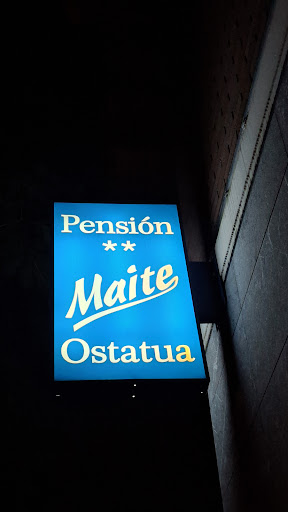 Pensión
**
Maite
Ostatua